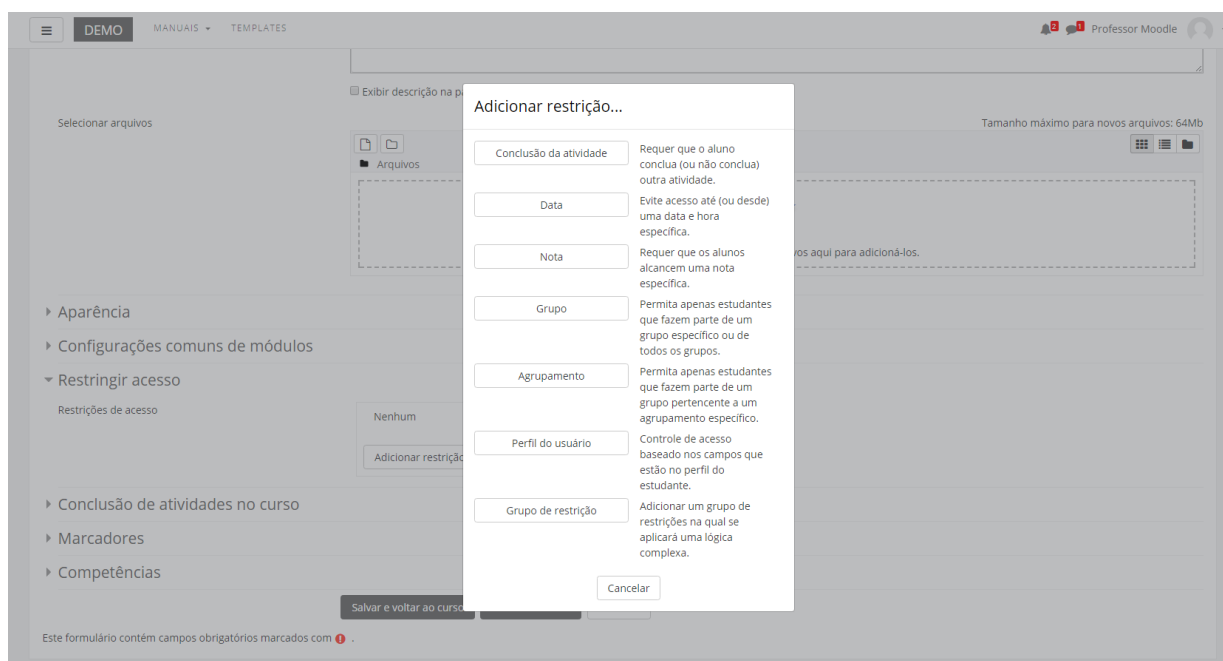 DEMO MANUAIS TEMPLATES 2 1 Professor Moodle
Exibir descrição na p
Adicionar restrição...
Selecionar arquivos
Tamanho máximo para novos arquivos: 64Mb
Arquivos
vos aqui para adicioná-los.
Conclusão da atividade
Requer que o aluno
conclua (ou não conclua)
outra atividade.
Data
Evite acesso até (ou desde)
uma data e hora
específica.
Nota
Requer que os alunos
alcancem uma nota
específica.
Grupo
Permita apenas estudantes
que fazem parte de um
grupo específico ou de
todos os grupos.
Agrupamento
Permita apenas estudantes
que fazem parte de um
grupo pertencente a um
agrupamento específico.
Perfil do usuário
Controle de acesso
baseado nos campos que
estão no perfil do
estudante.
Grupo de restrição
Adicionar um grupo de
restrições na qual se
aplicará uma lógica
complexa.
Cancelar
Aparência
Configurações comuns de módulos
Restringir acesso
Restrições de acesso
Nenhum
Adicionar restriçã
Conclusão de atividades no curso
Marcadores
Competências
Salvar e voltar ao curso
Este formulário contém campos obrigatórios marcados com .